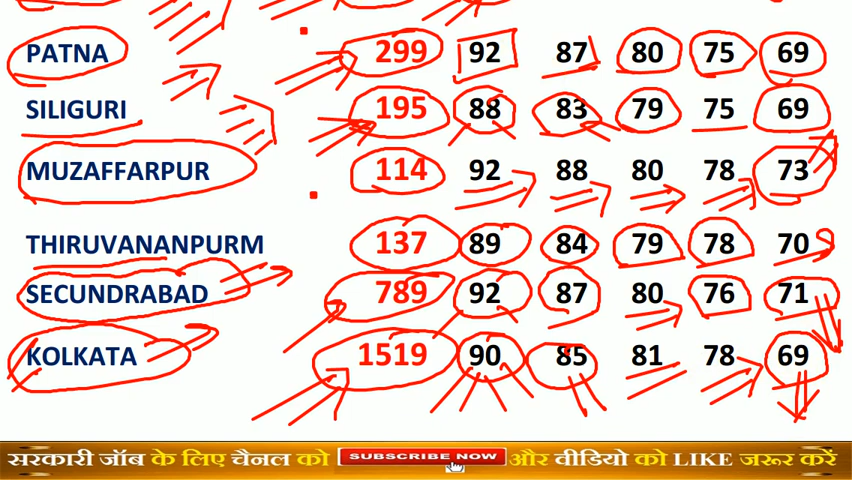 PATNA 299 92 87 80 75 69
SILIGURI 195 88 83 79 75 69
MUZAFFARPUR 114 92 88 80 78 73
THIRUVANANPURM 137 89 84 79 78 70
SECUNDRABAD 789 92 87 80 76 71
KOLKATA 1519 90 85 81 78 69
सरकारी जॉब के लिए चैनल को SUBSCRIBE NOW और वीडियो को LIKE जरूर करें